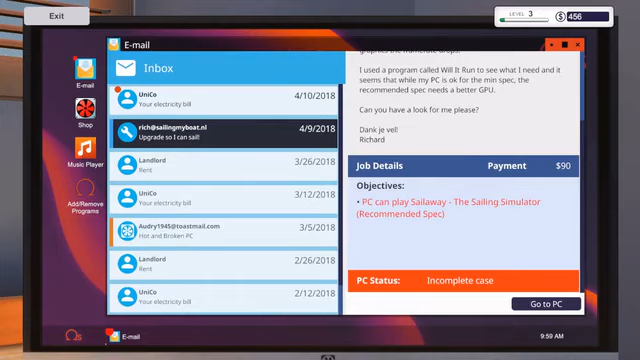 Exit
LEVEL 3
$ 456
E-mail
Inbox
UniCo
Your electricity bill
4/10/2018
rich@sailingmyboat.nl
Upgrade so I can sail!
4/9/2018
Landlord
Rent
3/26/2018
UniCo
Your electricity bill
3/12/2018
Audry1945@toastmail.com
Hot and Broken PC
3/5/2018
Landlord
Rent
2/26/2018
UniCo
Your electricity bill
2/12/2018
I used a program called Will It Run to see what I need and it
seems that while my PC is ok for the min spec, the
recommended spec needs a better GPU.
Can you have a look for me please?
Dank je vel!
Richard
Job Details
Payment
$90
Objectives:
• PC can play Sailaway - The Sailing Simulator
(Recommended Spec)
PC Status:
Incomplete case
Go to PC
E-mail
Shop
Music Player
Add/Remove
Programs
E-mail
9:59 AM